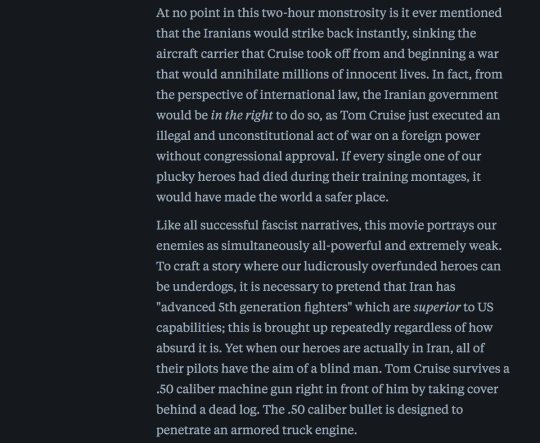 At no point in this two-hour monstrosity is it ever mentioned
that the Iranians would strike back instantly, sinking the
aircraft carrier that Cruise took off from and beginning a war
that would annihilate millions of innocent lives. In fact, from
the perspective of international law, the Iranian government
would be in the right to do so, as Tom Cruise just executed an
illegal and unconstitutional act of war on a foreign power
without congressional approval. If every single one of our
plucky heroes had died during their training montages, it
would have made the world a safer place.
Like all successful fascist narratives, this movie portrays our
enemies as simultaneously all-powerful and extremely weak.
To craft a story where our ludicrously overfunded heroes can
be underdogs, it is necessary to pretend that Iran has
"advanced 5th generation fighters" which are superior to US
capabilities; this is brought up repeatedly regardless of how
absurd it is. Yet when our heroes are actually in Iran, all of
their pilots have the aim of a blind man. Tom Cruise survives a
.50 caliber machine gun right in front of him by taking cover
behind a dead log. The .50 caliber bullet is designed to
penetrate an armored truck engine.